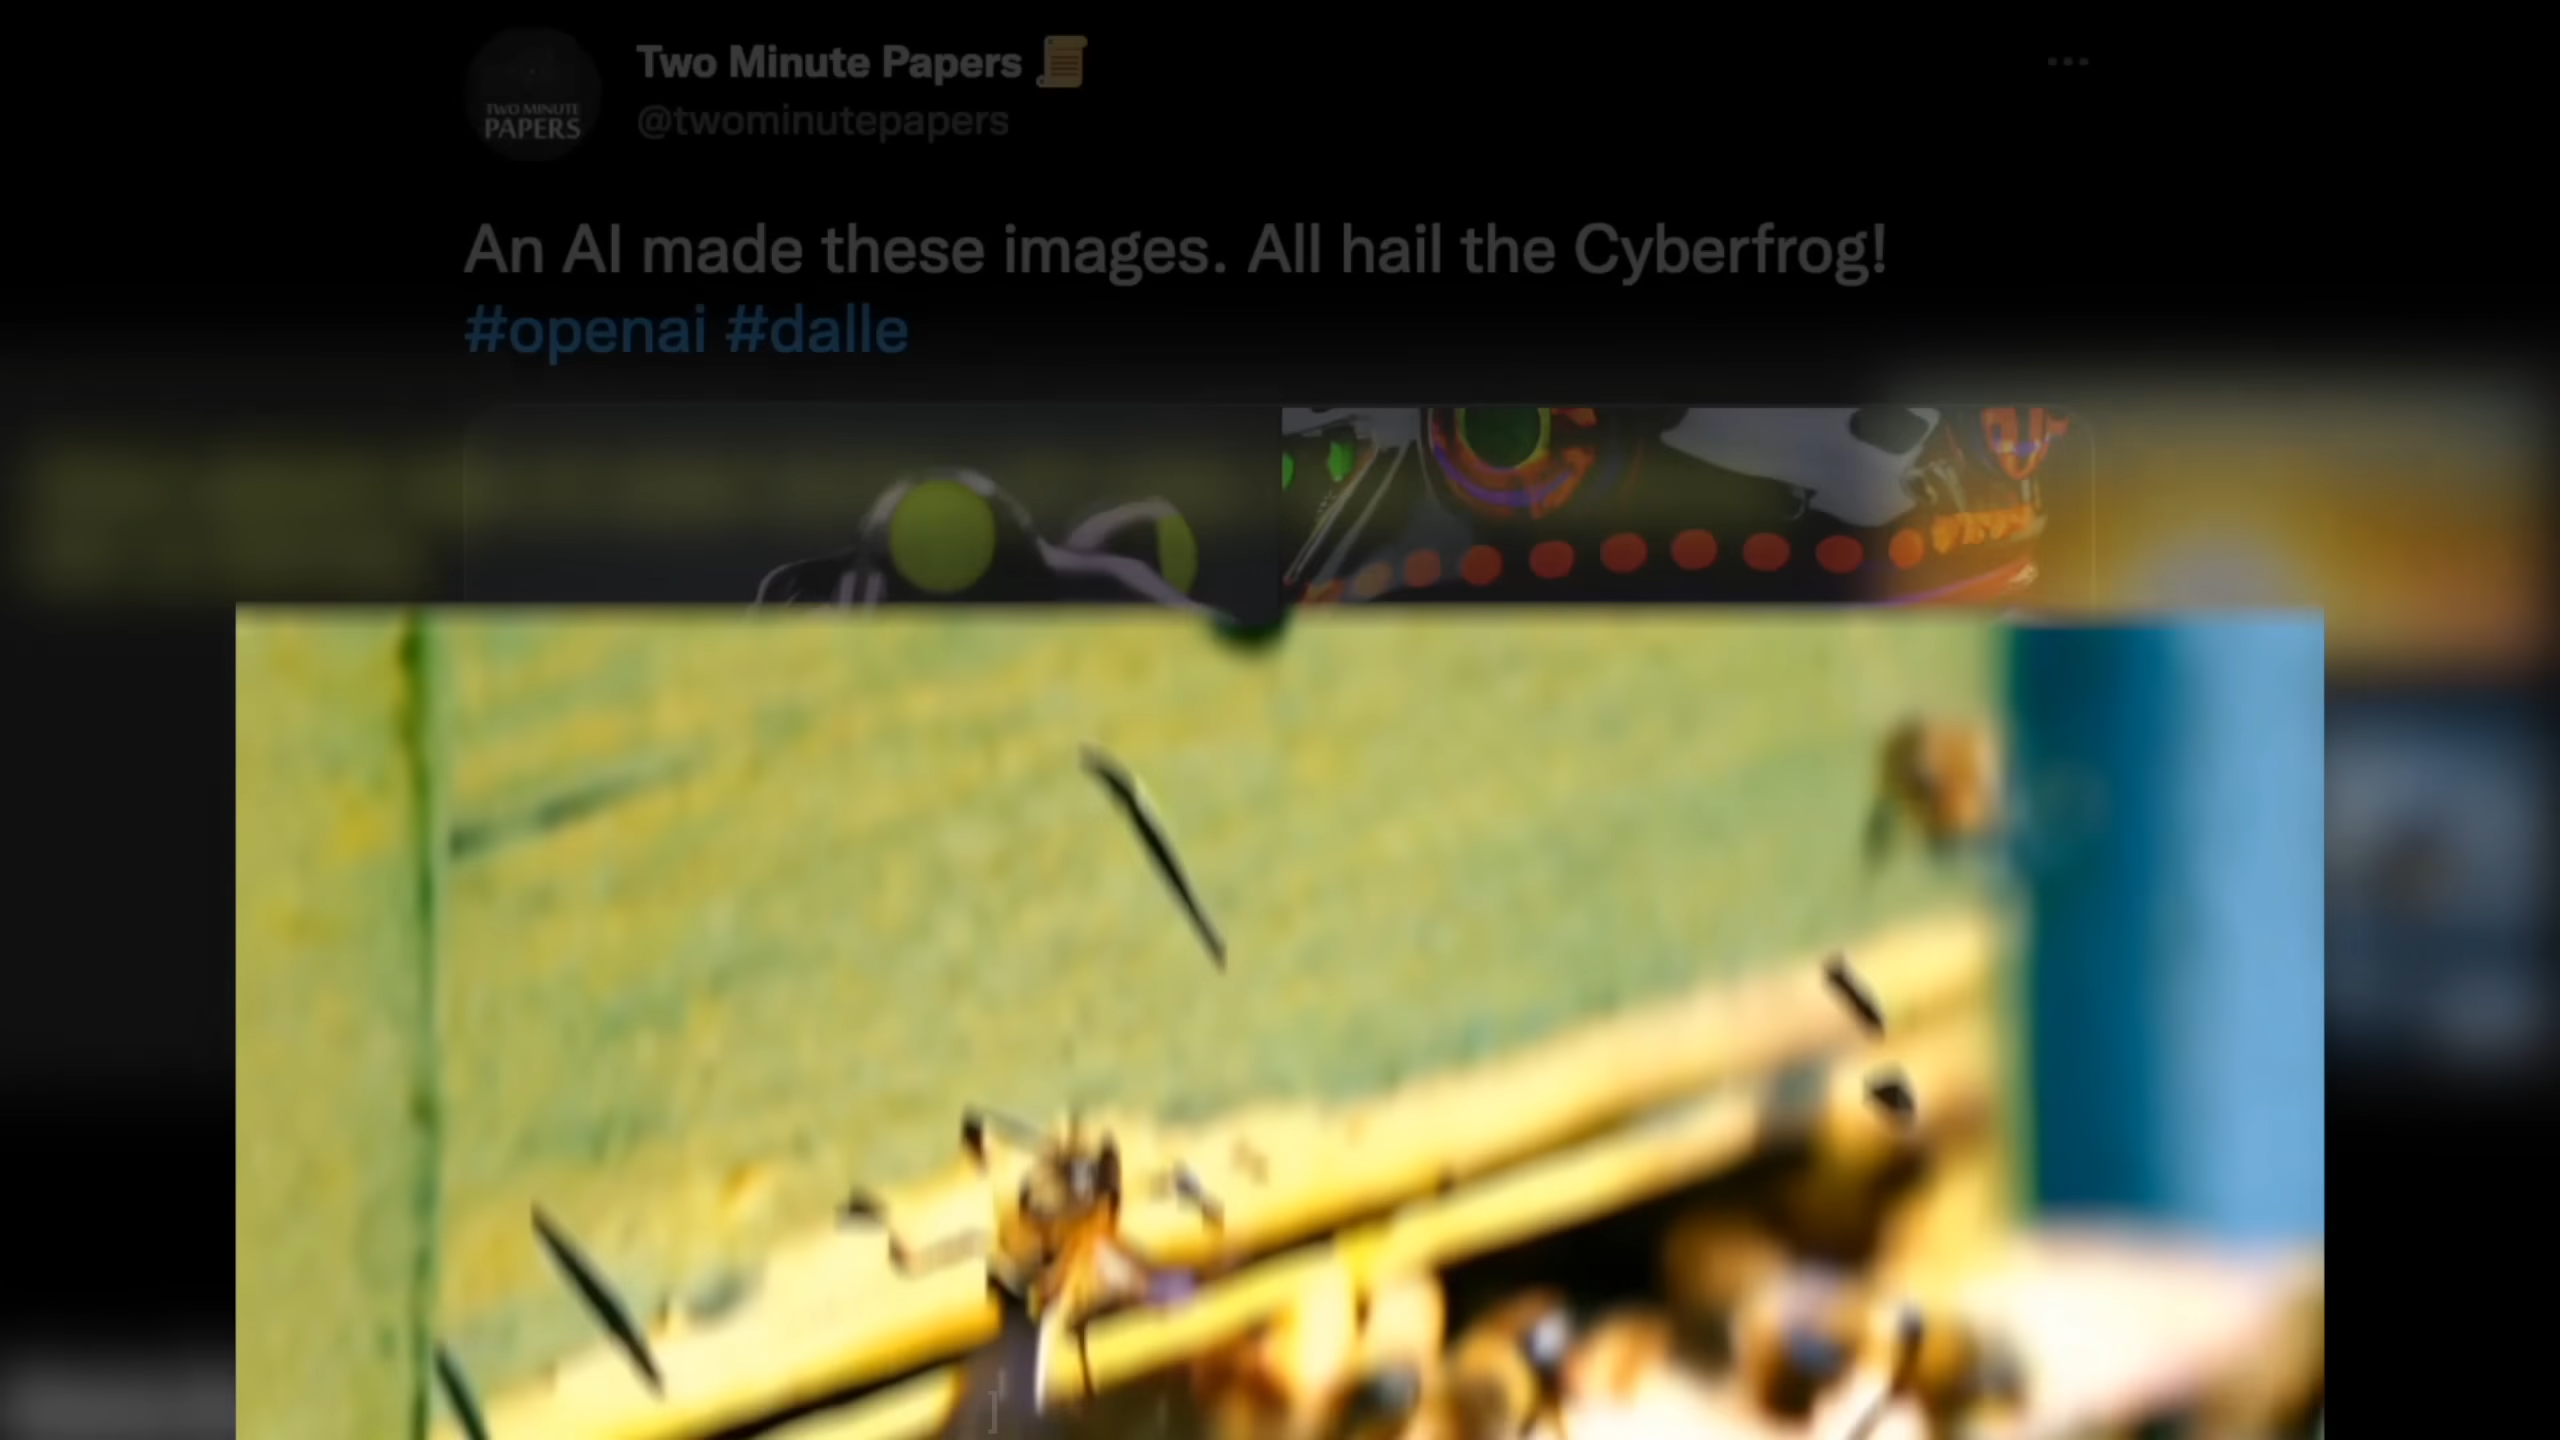 Two Minute Papers
@twominutepapers
TWO MINUTE
PAPERS
An AI made these images. All hail the Cyberfrog!
#openai #dalle